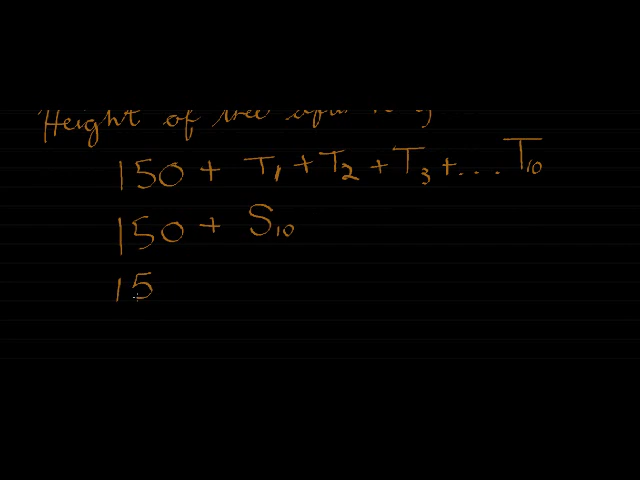 Height of tree
150 + T1 + T2 + T3 + ... T10
150 + S10
15